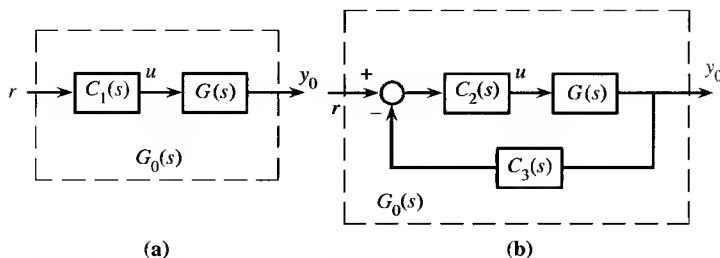 r
C₁(s)
u
G(s)
y₀
G₀(s)
(a)
r
+
−
C₂(s)
u
G(s)
y₀
C₃(s)
G₀(s)
(b)